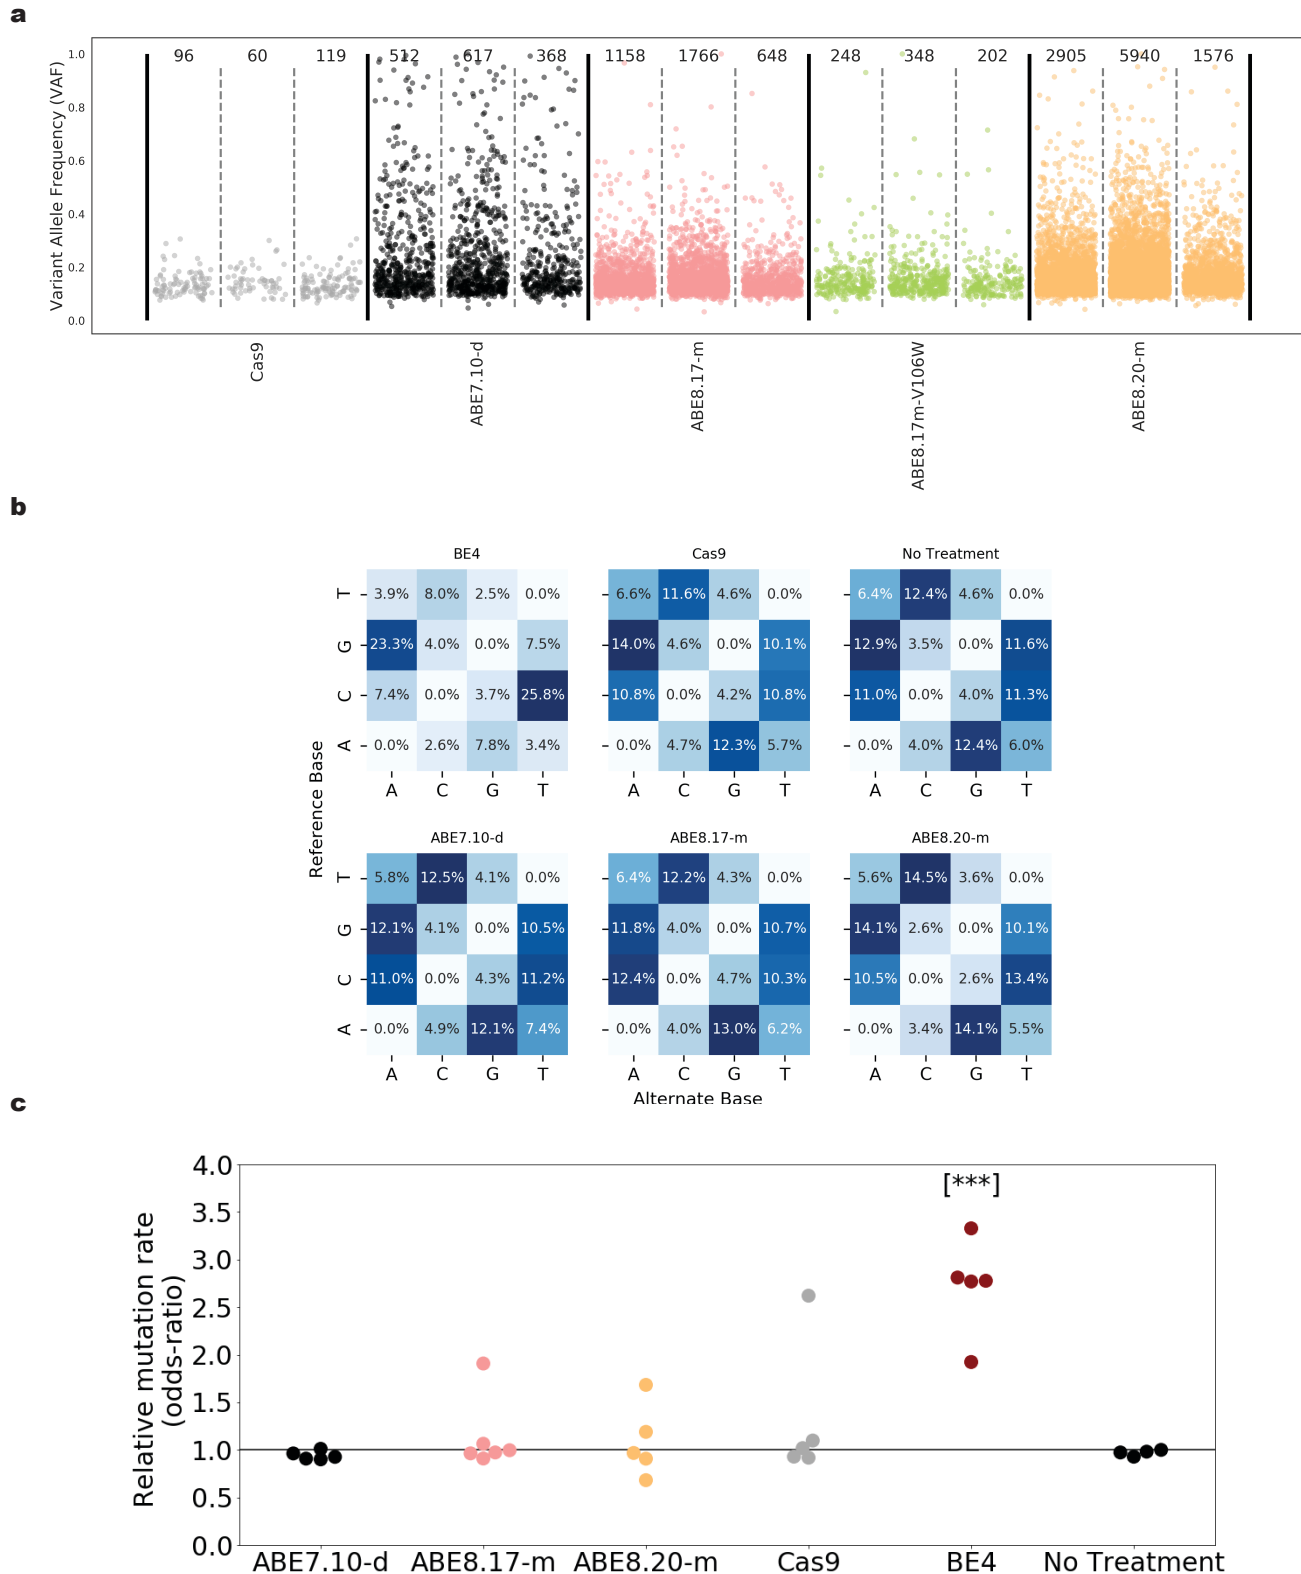 a
96 60 119 512 617 368 1158 1766 648 248 348 202 2905 5940 1576
Variant Allele Frequency (VAF)
1.0
0.8
0.6
0.4
0.2
0.0
Cas9
ABE7.10-d
ABE8.17-m
ABE8.17m-V106W
ABE8.20-m
b
BE4 Cas9 No Treatment
T 3.9% 8.0% 2.5% 0.0% 6.6% 11.6% 4.6% 0.0% 6.4% 12.4% 4.6% 0.0%
G 23.3% 4.0% 0.0% 7.5% 14.0% 4.6% 0.0% 10.1% 12.9% 3.5% 0.0% 11.6%
C 7.4% 0.0% 3.7% 25.8% 10.8% 0.0% 4.2% 10.8% 11.0% 0.0% 4.0% 11.3%
A 0.0% 2.6% 7.8% 3.4% 0.0% 4.7% 12.3% 5.7% 0.0% 4.0% 12.4% 6.0%
A C G T A C G T A C G T
Reference Base
ABE7.10-d ABE8.17-m ABE8.20-m
T 5.8% 12.5% 4.1% 0.0% 6.4% 12.2% 4.3% 0.0% 5.6% 14.5% 3.6% 0.0%
G 12.1% 4.1% 0.0% 10.5% 11.8% 4.0% 0.0% 10.7% 14.1% 2.6% 0.0% 10.1%
C 11.0% 0.0% 4.3% 11.2% 12.4% 0.0% 4.7% 10.3% 10.5% 0.0% 2.6% 13.4%
A 0.0% 4.9% 12.1% 7.4% 0.0% 4.0% 13.0% 6.2% 0.0% 3.4% 14.1% 5.5%
A C G T A C G T A C G T
Alternate Base
c
Relative mutation rate
(odds-ratio)
4.0
3.5
3.0
2.5
2.0
1.5
1.0
0.5
0.0
[***]
ABE7.10-d ABE8.17-m ABE8.20-m Cas9 BE4 No Treatment